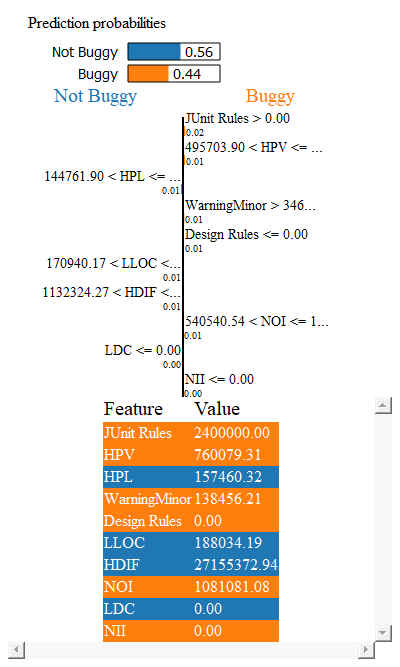 Prediction probabilities
Not Buggy 0.56
Buggy 0.44
Not Buggy Buggy
JUnit Rules > 0.00
0.02
495703.90 < HPV <= ...
0.01
144761.90 < HPL <= ...
0.01
WarningMinor > 346...
0.01
Design Rules <= 0.00
0.01
170940.17 < LLOC <...
0.01
1132324.27 < HDIF <...
0.01
540540.54 < NOI <= 1...
0.01
LDC <= 0.00
0.00
NII <= 0.00
0.00
Feature Value
JUnit Rules 2400000.00
HPV 760079.31
HPL 157460.32
WarningMinor 138456.21
Design Rules 0.00
LLOC 188034.19
HDIF 27155372.94
NOI 1081081.08
LDC 0.00
NII 0.00